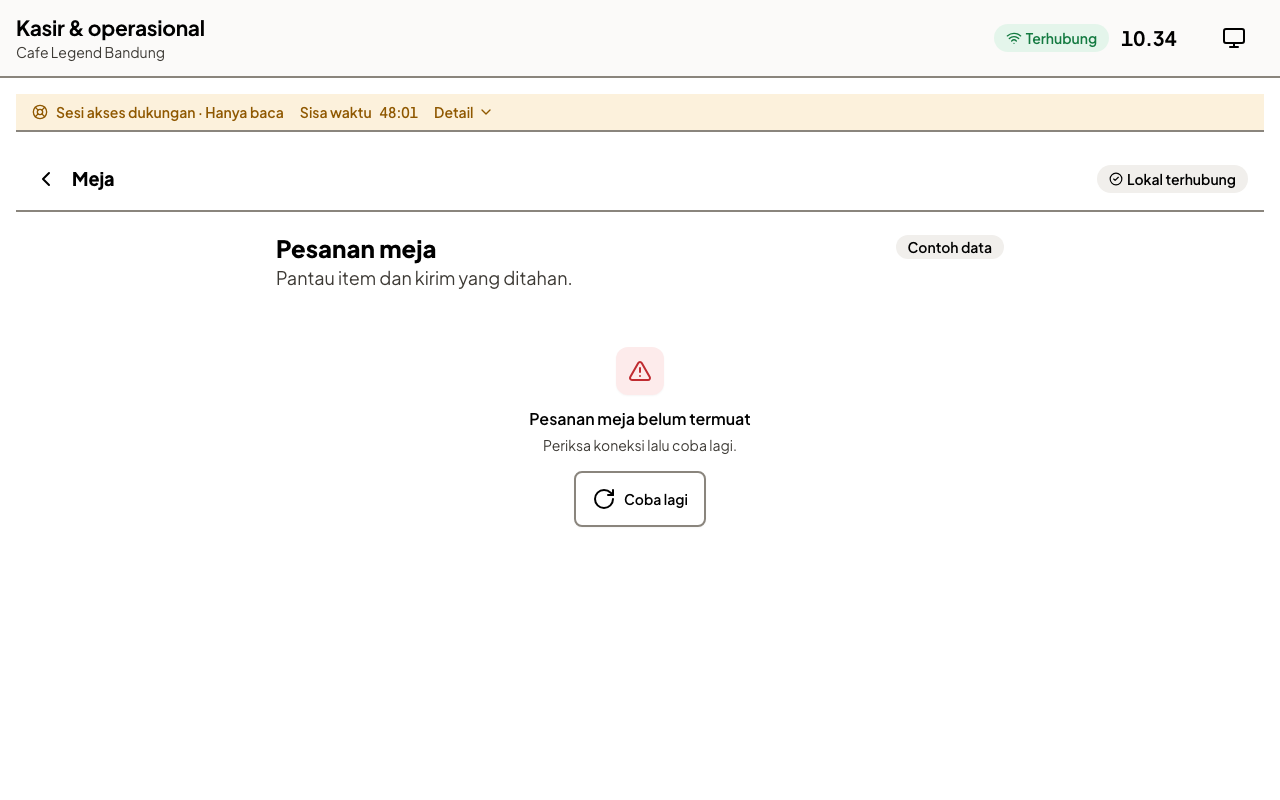 Kasir & operasional
Cafe Legend Bandung
Terhubung
10.34
Sesi akses dukungan · Hanya baca
Sisa waktu 48:01
Detail
Meja
Lokal terhubung
Pesanan meja
Contoh data
Pantau item dan kirim yang ditahan.
Pesanan meja belum termuat
Periksa koneksi lalu coba lagi.
Coba lagi